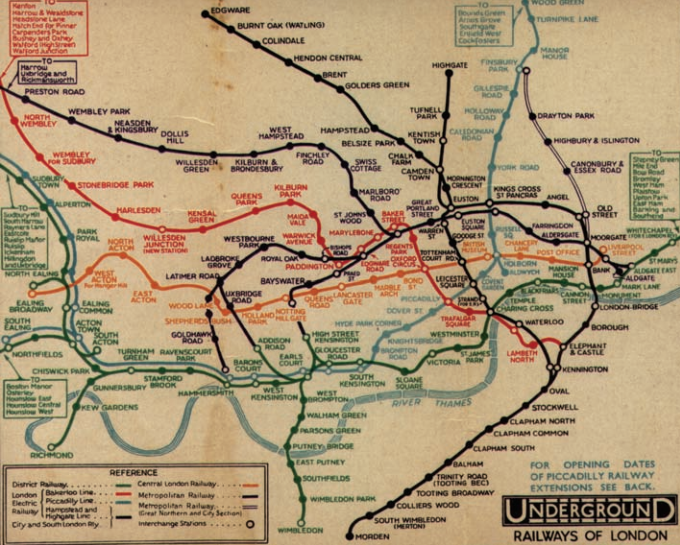 TO
Kenton
Harrow & Wealdstone
Headstone Lane
Hatch End for Pinner
Carpenders Park
Bushey and Oxhey
Watford High Street
Watford Junction
TO
Harrow
Uxbridge and
Rickmansworth
EDGWARE
BURNT OAK (WATLING)
COLINDALE
HENDON CENTRAL
BRENT
GOLDERS GREEN
HIGHGATE
TO
Bounds Green
Arnos Grove
Southgate
Enfield West
Cockfosters
WOOD GREEN
TURNPIKE LANE
MANOR
HOUSE
FINSBURY
PARK
GILLESPIE
ROAD
HOLLOWAY
ROAD
CALEDONIAN
ROAD
YORK ROAD
DRAYTON PARK
HIGHBURY & ISLINGTON
CANONBURY &
ESSEX ROAD
PRESTON ROAD
NORTH
WEMBLEY
WEMBLEY PARK
NEASDEN
& KINGSBURY
DOLLIS
HILL
WILLESDEN
GREEN
KILBURN &
BRONDESBURY
WEST
HAMPSTEAD
FINCHLEY
ROAD
HAMPSTEAD
BELSIZE PARK
CHALK
FARM
CAMDEN
TOWN
TUFNELL
PARK
KENTISH
TOWN
SWISS
COTTAGE
MARLBORO'
ROAD
ST JOHNS
WOOD
MORNINGTON
CRESCENT
EUSTON
KINGS CROSS
ST PANCRAS
ANGEL
OLD
STREET
WEMBLEY
FOR SUDBURY
STONEBRIDGE PARK
HARLESDEN
WILLESDEN
JUNCTION
(NEW STATION)
KENSAL
GREEN
QUEENS
PARK
KILBURN
PARK
MAIDA
VALE
WARWICK
AVENUE
MARYLEBONE
BAKER
STREET
GREAT
PORTLAND
STREET
WARREN
EUSTON
SQUARE
GOODGE ST
RUSSELL
SQ
FARRINGDON
ALDERSGATE
MOORGATE
LIVERPOOL
STREET
TO
Stepney Green
Mile End
Bow Road
Bromley
West Ham
Plaistow
Upton Park
East Ham
Barking
WHITECHAPEL
ST MARYS
ALDGATE EAST
ALDGATE
MARK LANE
MONUMENT
LONDON BRIDGE
BANK
POST OFFICE
CHANCERY
LANE
BRITISH
MUSEUM
HOLBORN
ALDWYCH
COVENT
GARDEN
TOTTENHAM
COURT RD
LEICESTER
SQUARE
STRAND
REGENTS
PARK
OXFORD
CIRCUS
EDGWARE
ROAD
BISHOPS
ROAD
PADDINGTON
PRAED
ST
BAYSWATER
SUDBURY
TOWN
ALPERTON
PARK
ROYAL
TO
Sudbury Hill
South Harrow
Rayners Lane
Eastcote
Ruislip Manor
Ruislip
Ickenham
Hillingdon
and Uxbridge
NORTH EALING
EALING
BROADWAY
NORTH
ACTON
WEST
ACTON
EAST
ACTON
WOOD LANE
SHEPHERDS BUSH
HOLLAND
PARK
LADBROKE
GROVE
LATIMER ROAD
WESTBOURNE
PARK
ROYAL OAK
UXBRIDGE
ROAD
GOLDHAWK
ROAD
NOTTING
HILL GATE
QUEENS
ROAD
LANCASTER
GATE
MARBLE
ARCH
BOND
ST
PICCADILLY
DOVER ST
HYDE PARK CORNER
KNIGHTSBRIDGE
BROMPTON
ROAD
TRAFALGAR
SQUARE
CHARING CROSS
TEMPLE
BLACKFRIARS
MANSION
HOUSE
CANNON
STREET
WATERLOO
LAMBETH
NORTH
ELEPHANT
& CASTLE
BOROUGH
KENNINGTON
OVAL
STOCKWELL
CLAPHAM NORTH
CLAPHAM COMMON
CLAPHAM SOUTH
BALHAM
TRINITY ROAD
(TOOTING BEC)
TOOTING BROADWAY
COLLIERS WOOD
SOUTH WIMBLEDON
(MERTON)
MORDEN
SOUTH
EALING
EALING
COMMON
ACTON
TOWN
SOUTH
ACTON
NORTHFIELDS
CHISWICK PARK
TO
Boston Manor
Osterley
Hounslow East
Hounslow Central
Hounslow West
GUNNERSBURY
KEW GARDENS
RICHMOND
TURNHAM
GREEN
STAMFORD
BROOK
RAVENSCOURT
PARK
HAMMERSMITH
BARONS
COURT
ADDISON
ROAD
EARLS
COURT
HIGH STREET
KENSINGTON
GLOUCESTER
ROAD
SOUTH
KENSINGTON
SLOANE
SQUARE
VICTORIA
ST JAMES
PARK
WESTMINSTER
WEST
KENSINGTON
WEST
BROMPTON
WALHAM GREEN
PARSONS GREEN
PUTNEY BRIDGE
EAST PUTNEY
SOUTHFIELDS
WIMBLEDON PARK
WIMBLEDON
RIVER THAMES
REFERENCE
District Railway
London
Electric
Railway
Bakerloo Line
Piccadilly Line
Hampstead and
Highgate Line
City and South London Rly.
Central London Railway
Metropolitan Railway
Metropolitan Railway
(Great Northern and City Section)
Interchange Stations
FOR OPENING DATES
OF PICCADILLY RAILWAY
EXTENSIONS SEE BACK.
UNDERGROUND
RAILWAYS OF LONDON